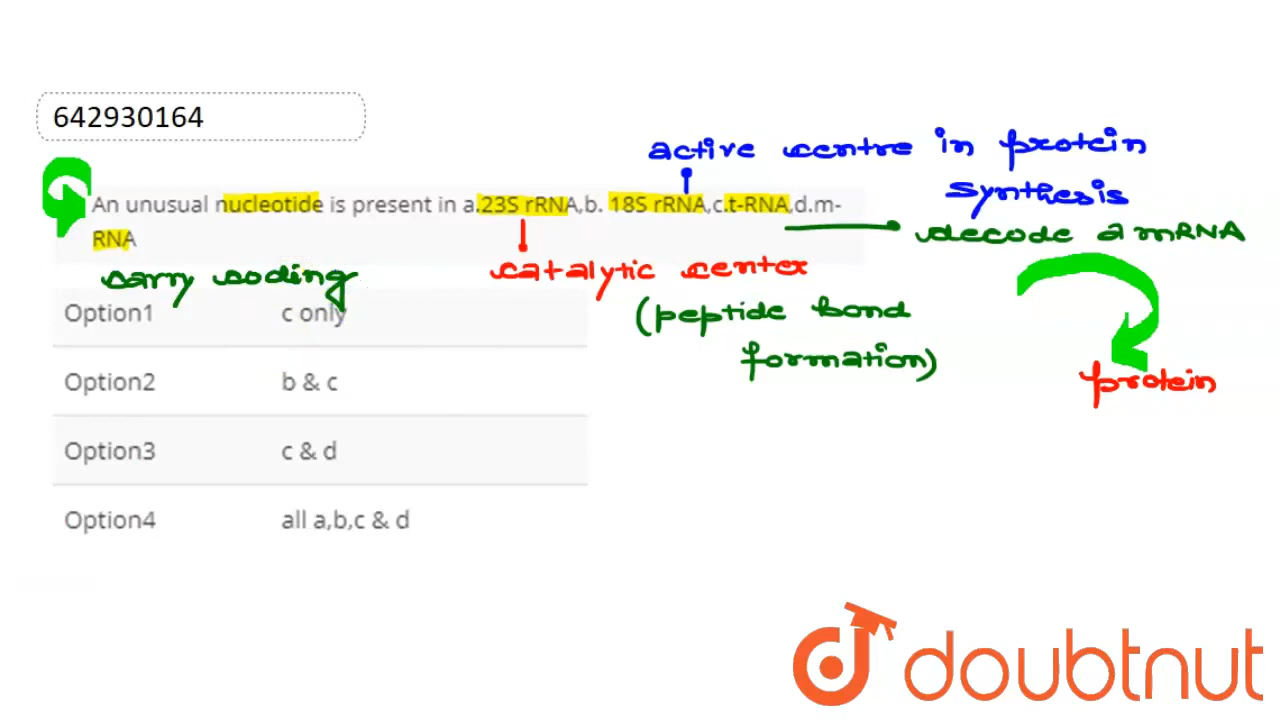 642930164
active centre in protein
synthesis
An unusual nucleotide is present in a.23S rRNA,b. 18S rRNA,c.t-RNA,d.m-
RNA
decode a mRNA
carry coding
catalytic center
(peptide bond
formation)
protein
Option1 c only
Option2 b & c
Option3 c & d
Option4 all a,b,c & d
doubtnut